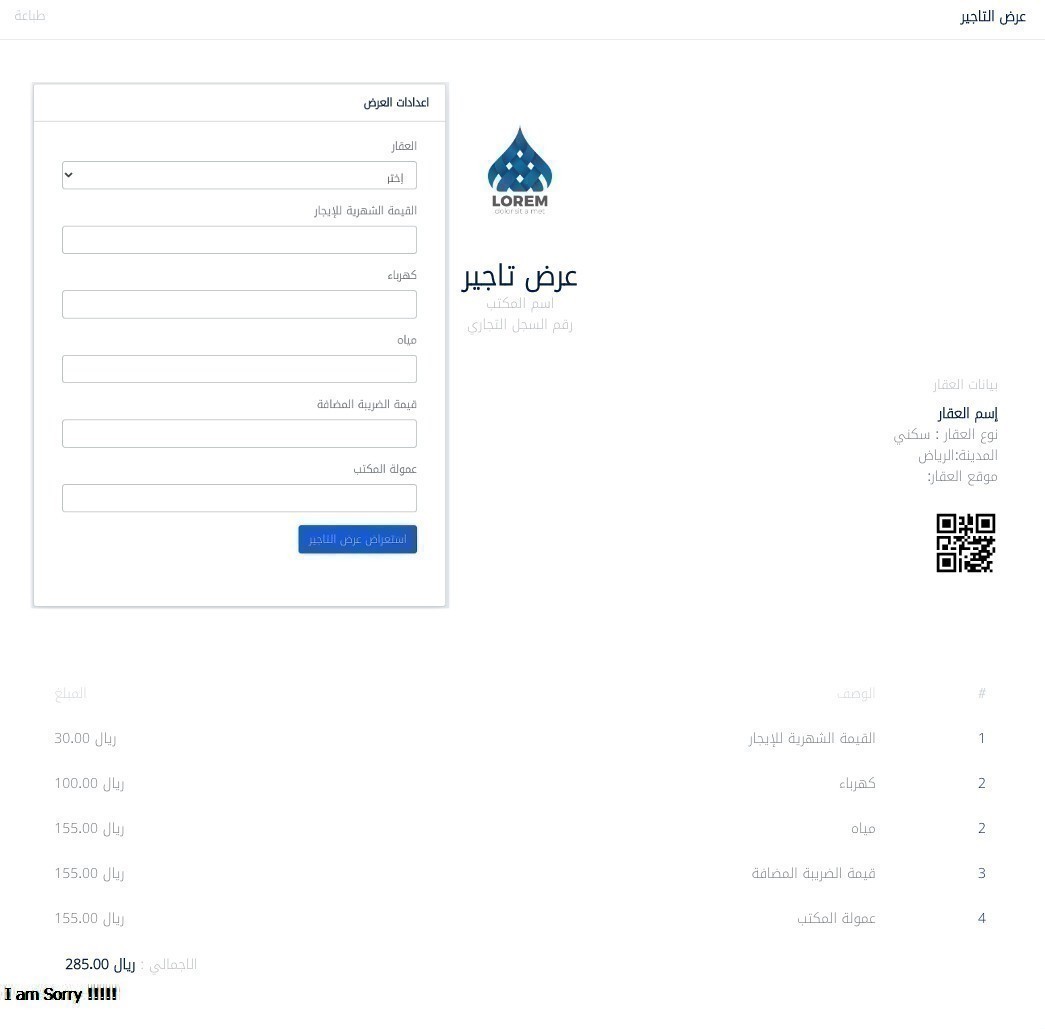 عرض التاجير
طباعة
اعدادات العرض
العقار
إختر
القيمة الشهرية للإيجار
كهرباء
مياه
قيمة الضريبة المضافة
عمولة المكتب
استعراض عرض التاجير
LOREM
dolor sit a met
عرض تاجير
اسم المكتب
رقم السجل التجاري
بيانات العقار
إسم العقار
نوع العقار : سكني
المدينة:الرياض
موقع العقار:
# الوصف المبلغ
1 القيمة الشهرية للإيجار 30.00 ريال
2 كهرباء 100.00 ريال
2 مياه 155.00 ريال
3 قيمة الضريبة المضافة 155.00 ريال
4 عمولة المكتب 155.00 ريال
الاجمالي : 285.00 ريال
I am Sorry !!!!!